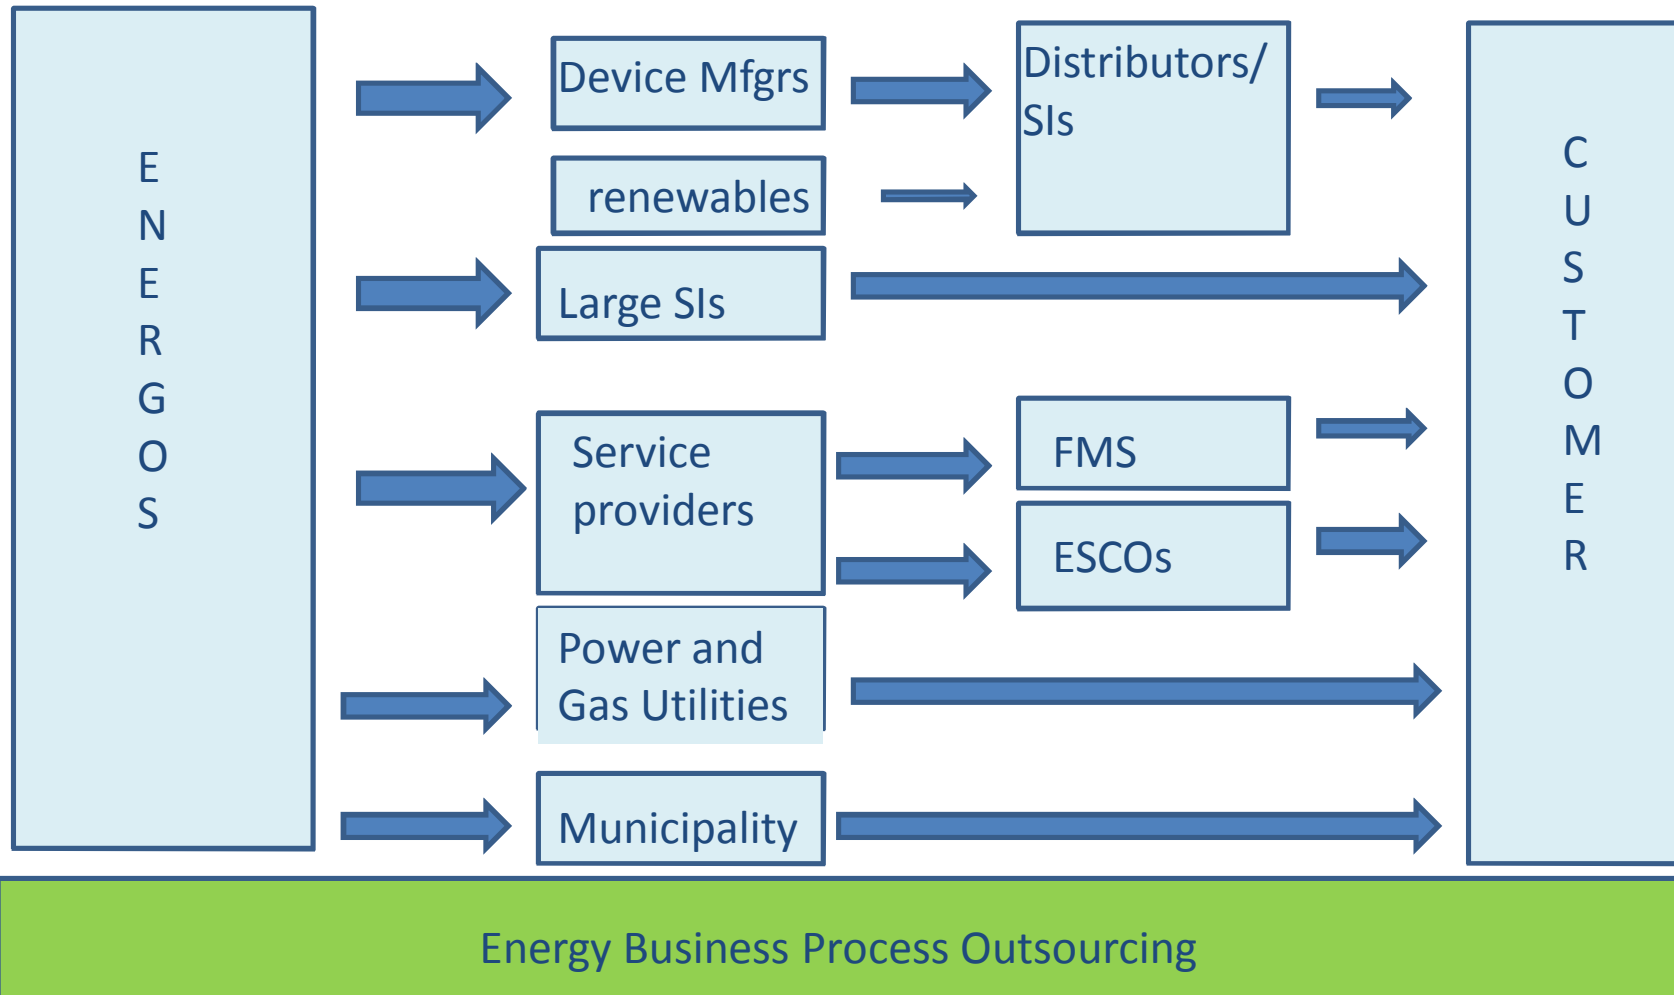 E
N
E
R
G
O
S
Device Mfgrs
renewables
Large SIs
Service
providers
Power and
Gas Utilities
Municipality
Distributors/
SIs
FMS
ESCOs
C
U
S
T
O
M
E
R
Energy Business Process Outsourcing